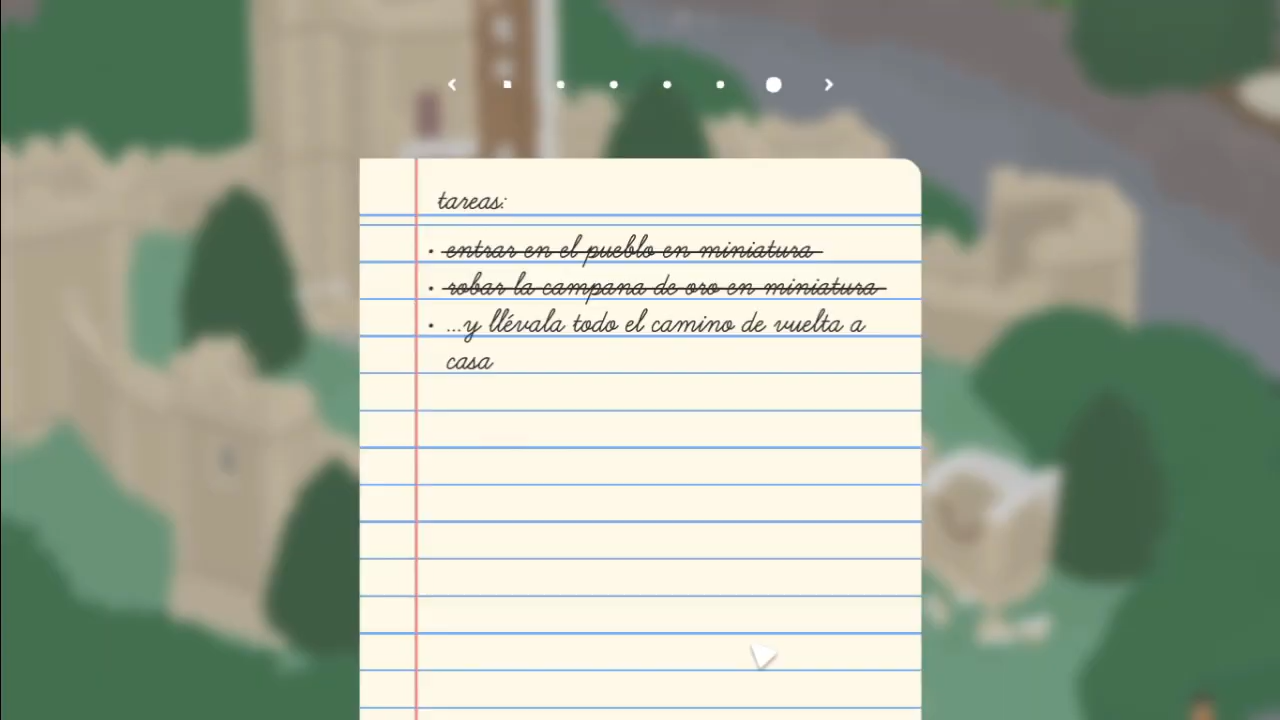 tareas:
• entrar en el pueblo en miniatura
• robar la campana de oro en miniatura
• ...y llévala todo el camino de vuelta a
casa